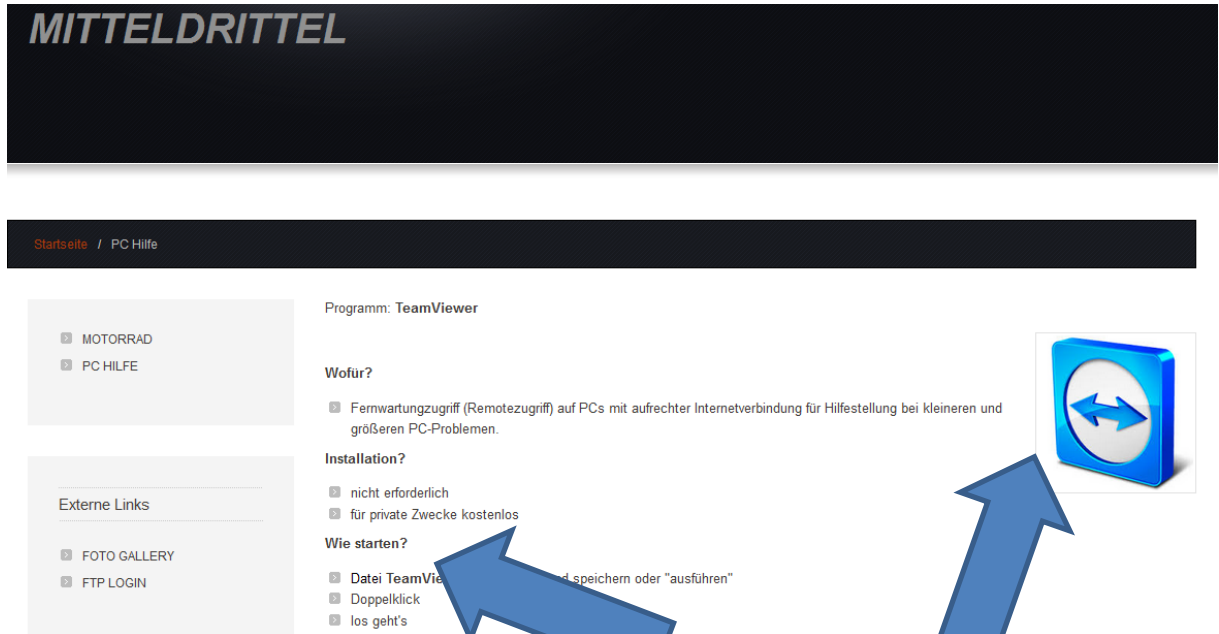 MITTELDRITTEL
Startseite / PC Hilfe
MOTORRAD
PC HILFE
Externe Links
FOTO GALLERY
FTP LOGIN
Programm: TeamViewer
Wofür?
Fernwartungzugriff (Remotezugriff) auf PCs mit aufrechter Internetverbindung für Hilfestellung bei kleineren und
größeren PC-Problemen.
Installation?
nicht erforderlich
für private Zwecke kostenlos
Wie starten?
Datei speichern oder "ausführen"
Doppelklick
los geht's